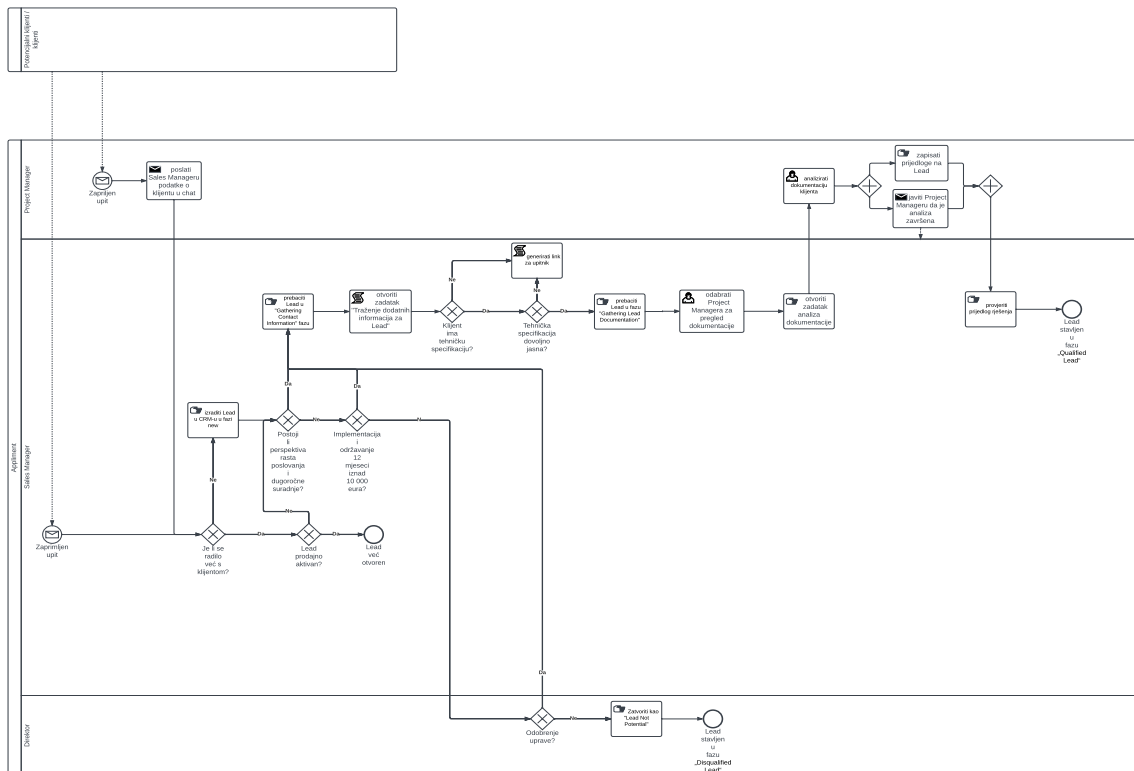 Potencijalni klijenti /
klijenti
Appliment
Project Manager
Zaprljen
upit
poslati
Sales Manageru
podatke o
klijentu u chat
analizirati
dokumentaciju
klijenta
zapisati
prijedloge na
Lead
javiti Project
Manageru da je
analiza
završena
Sales Manager
generirati link
za upitnik
prebaciti
Lead u
"Gathering
Contact
Information" fazu
otvoriti
zadatak
"Traženje dodatnih
informacija za
Lead"
Ne
Ne
Da
Da
Klijent
ima
tehničku
specifikaciju?
Tehnička
specifikacija
dovoljno
jasna?
prebaciti
Lead u fazu
"Gathering Lead
Documentation"
odabrati
Project
Managera za
pregled
dokumentacije
otvoriti
zadatak
analiza
dokumentacije
provjeriti
prijedlog rješenja
Lead
stavljen
u
fazu
„Qualified
Lead"
Da
Da
izraditi Lead
u CRM-u u fazi
new
Ne
N
Postoji
li
perspektiva
rasta
poslovanja
i
dugoročne
suradnje?
Implementacija
i
održavanje
12
mjeseci
iznad
10 000
eura?
Ne
Ne
Zaprimljen
upit
Da
Da
Je li se
radilo
već s
klijentom?
Lead
prodajno
aktivan?
Lead
već
otvoren
Da
Direktor
Odobrenje
uprave?
Ne
Zatvoriti kao
"Lead Not
Potential"
Lead
stavljen
u
fazu
„Disqualified
Lead"